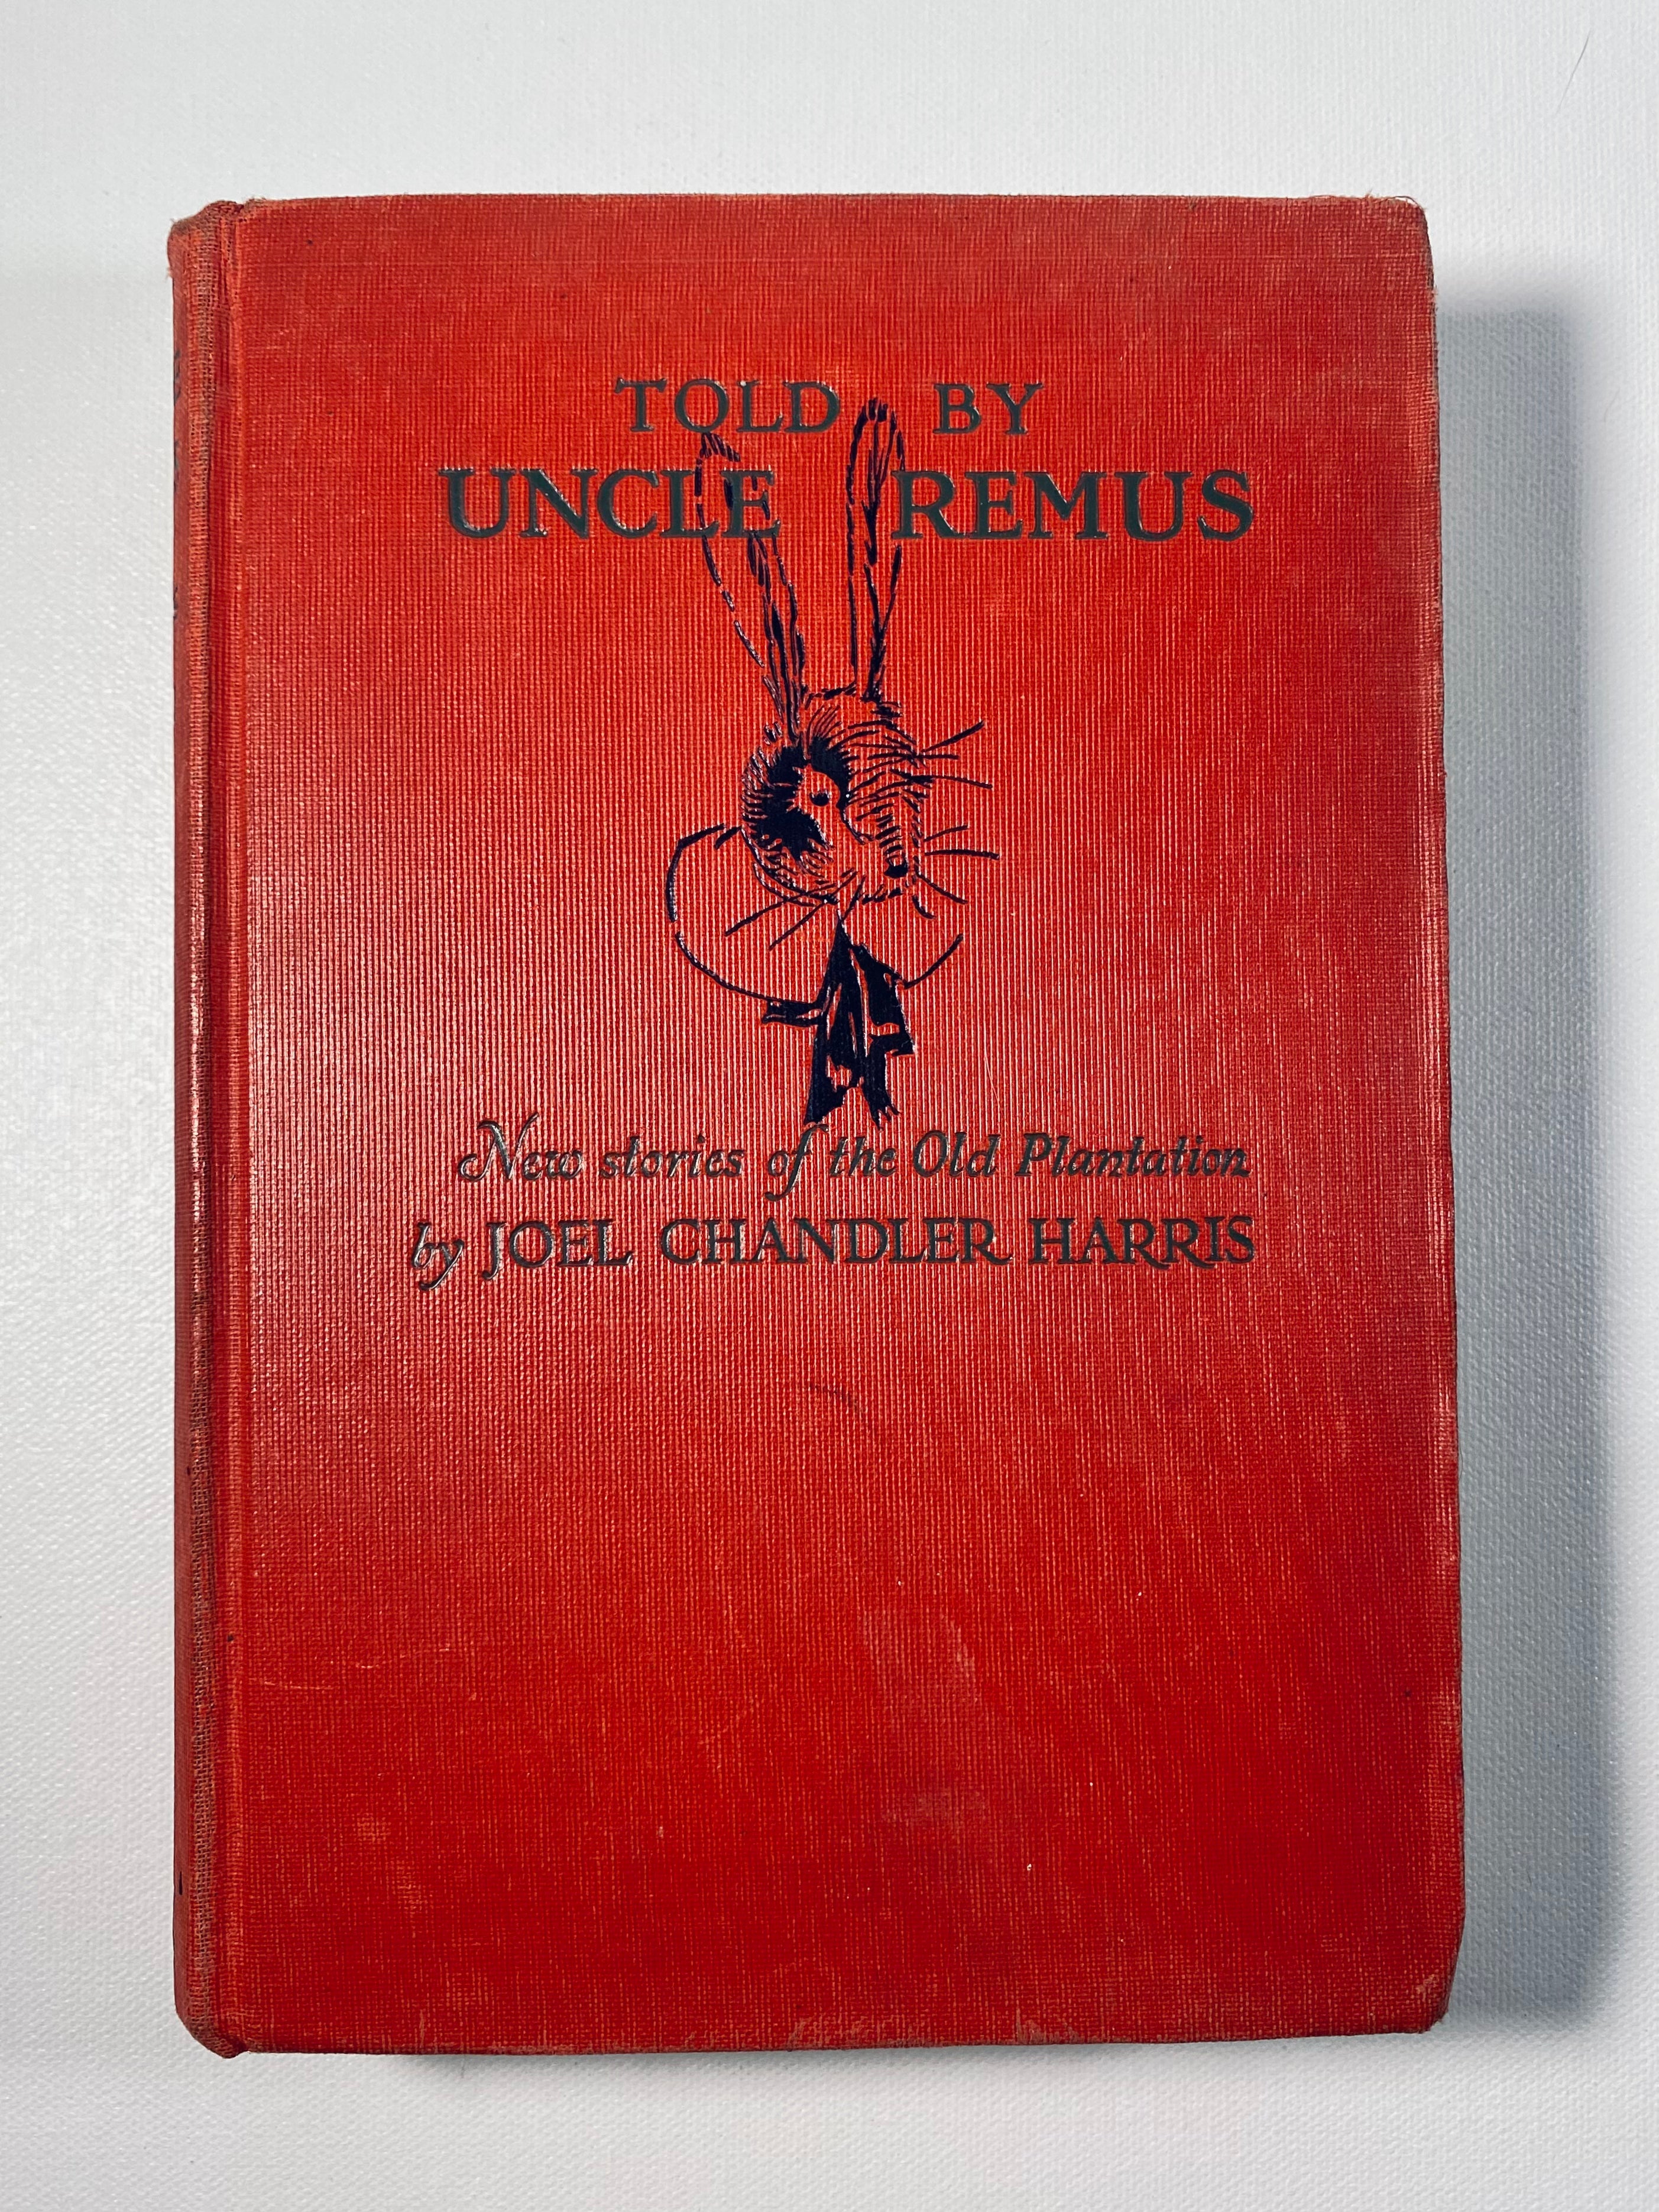 TOLD BY
UNCLE REMUS
New stories of the Old Plantation
by JOEL CHANDLER HARRIS